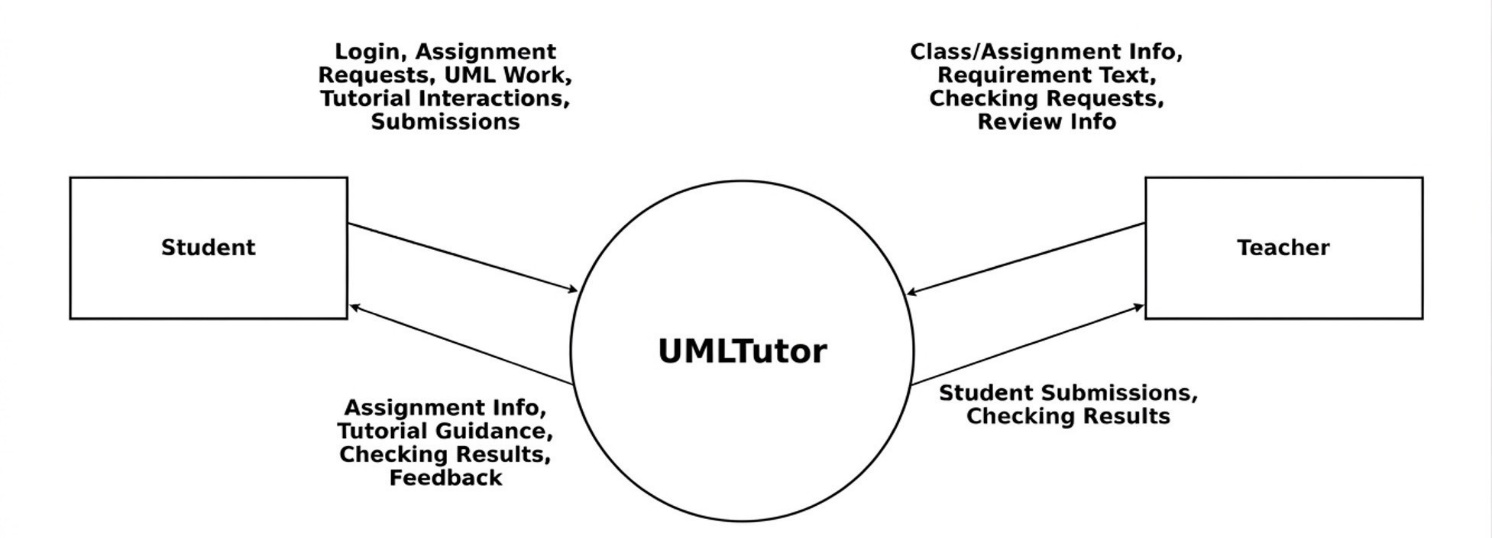 Login, Assignment
Requests, UML Work,
Tutorial Interactions,
Submissions
Class/Assignment Info,
Requirement Text,
Checking Requests,
Review Info
Student
Teacher
UMLTutor
Assignment Info,
Tutorial Guidance,
Checking Results,
Feedback
Student Submissions,
Checking Results